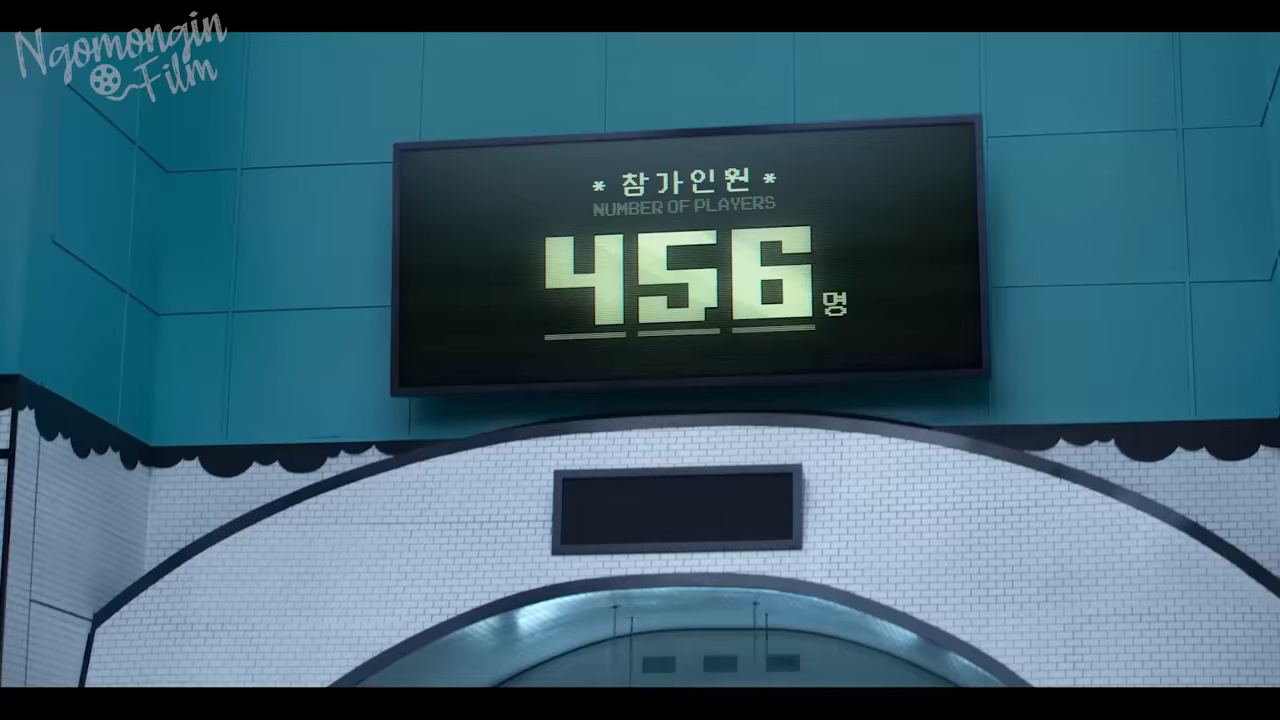 Ngomongin
Film
* 참가인원 *
NUMBER OF PLAYERS
456명